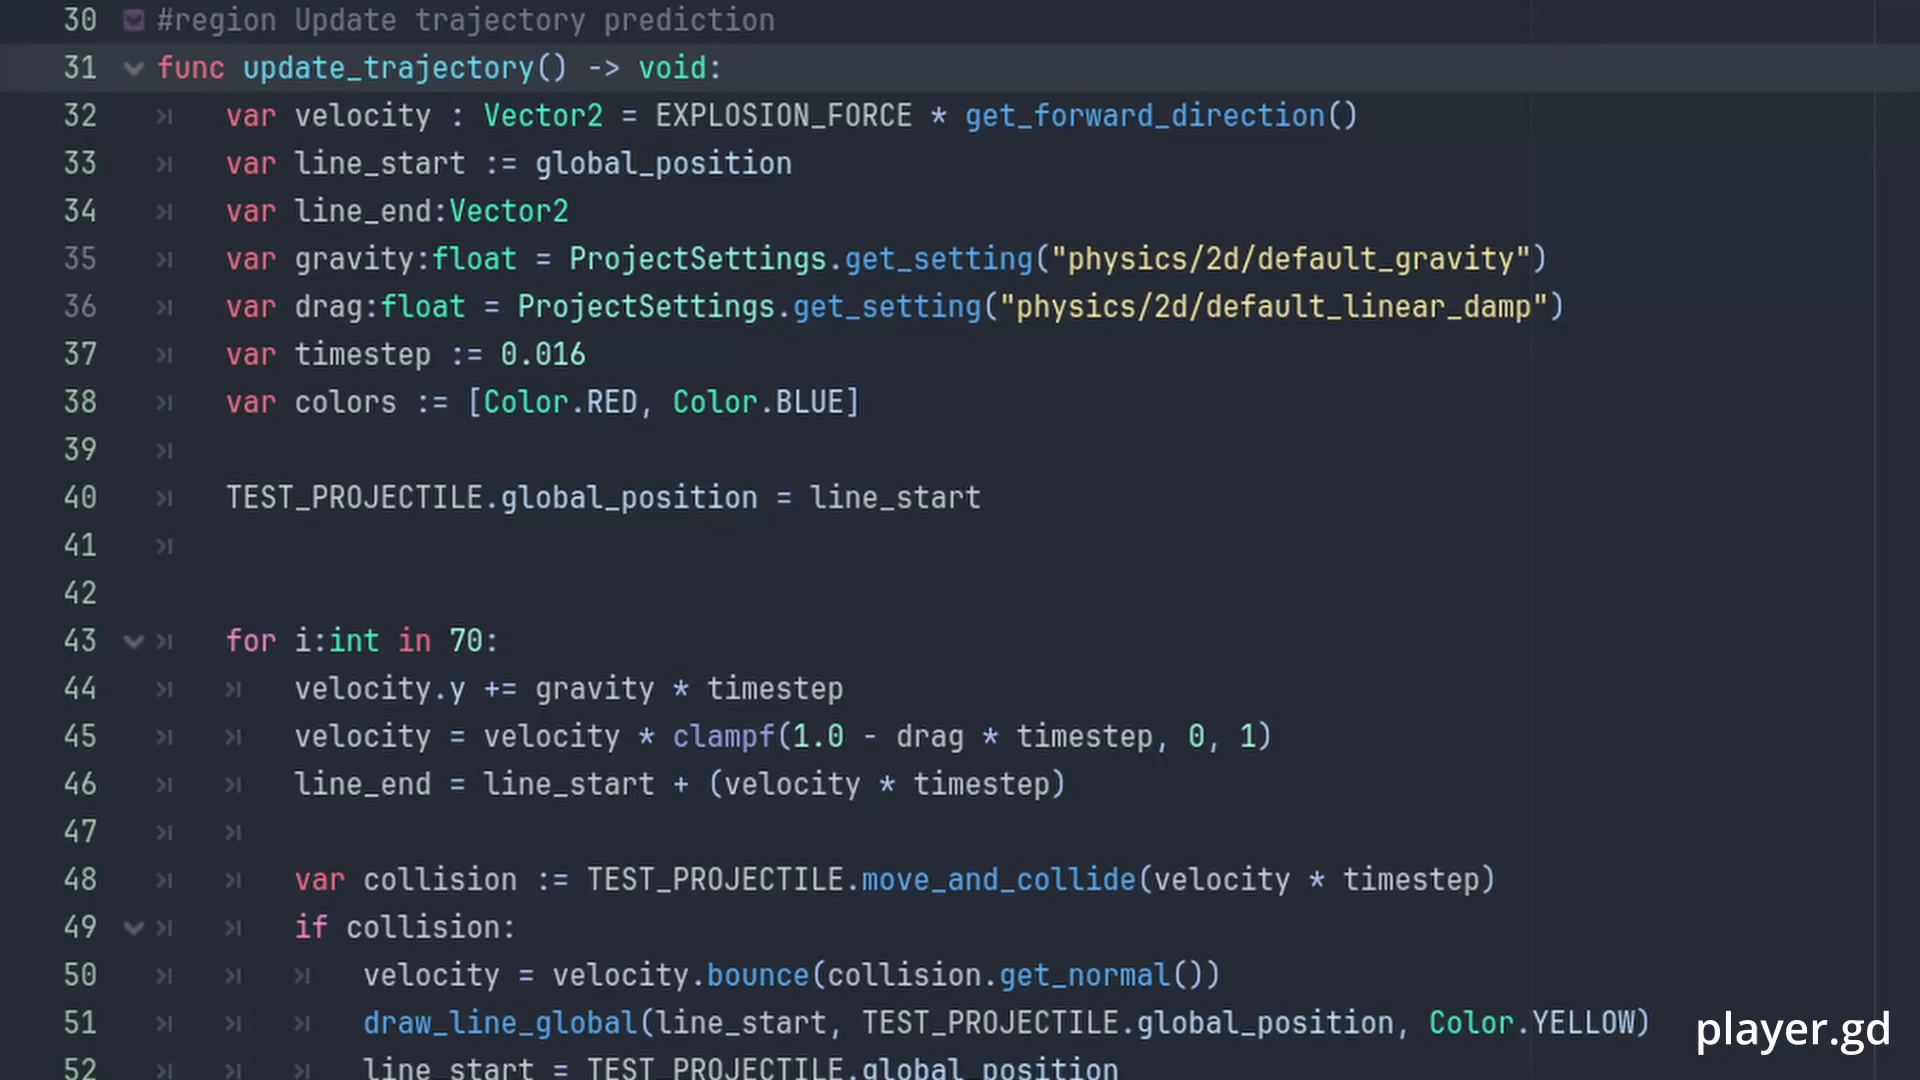 30 #region Update trajectory prediction
31 func update_trajectory() -> void:
32 var velocity : Vector2 = EXPLOSION_FORCE * get_forward_direction()
33 var line_start := global_position
34 var line_end:Vector2
35 var gravity:float = ProjectSettings.get_setting("physics/2d/default_gravity")
36 var drag:float = ProjectSettings.get_setting("physics/2d/default_linear_damp")
37 var timestep := 0.016
38 var colors := [Color.RED, Color.BLUE]
39
40 TEST_PROJECTILE.global_position = line_start
41
42
43 for i:int in 70:
44 velocity.y += gravity * timestep
45 velocity = velocity * clampf(1.0 - drag * timestep, 0, 1)
46 line_end = line_start + (velocity * timestep)
47
48 var collision := TEST_PROJECTILE.move_and_collide(velocity * timestep)
49 if collision:
50 velocity = velocity.bounce(collision.get_normal())
51 draw_line_global(line_start, TEST_PROJECTILE.global_position, Color.YELLOW)
52 line_start = TEST_PROJECTILE.global_position
player.gd